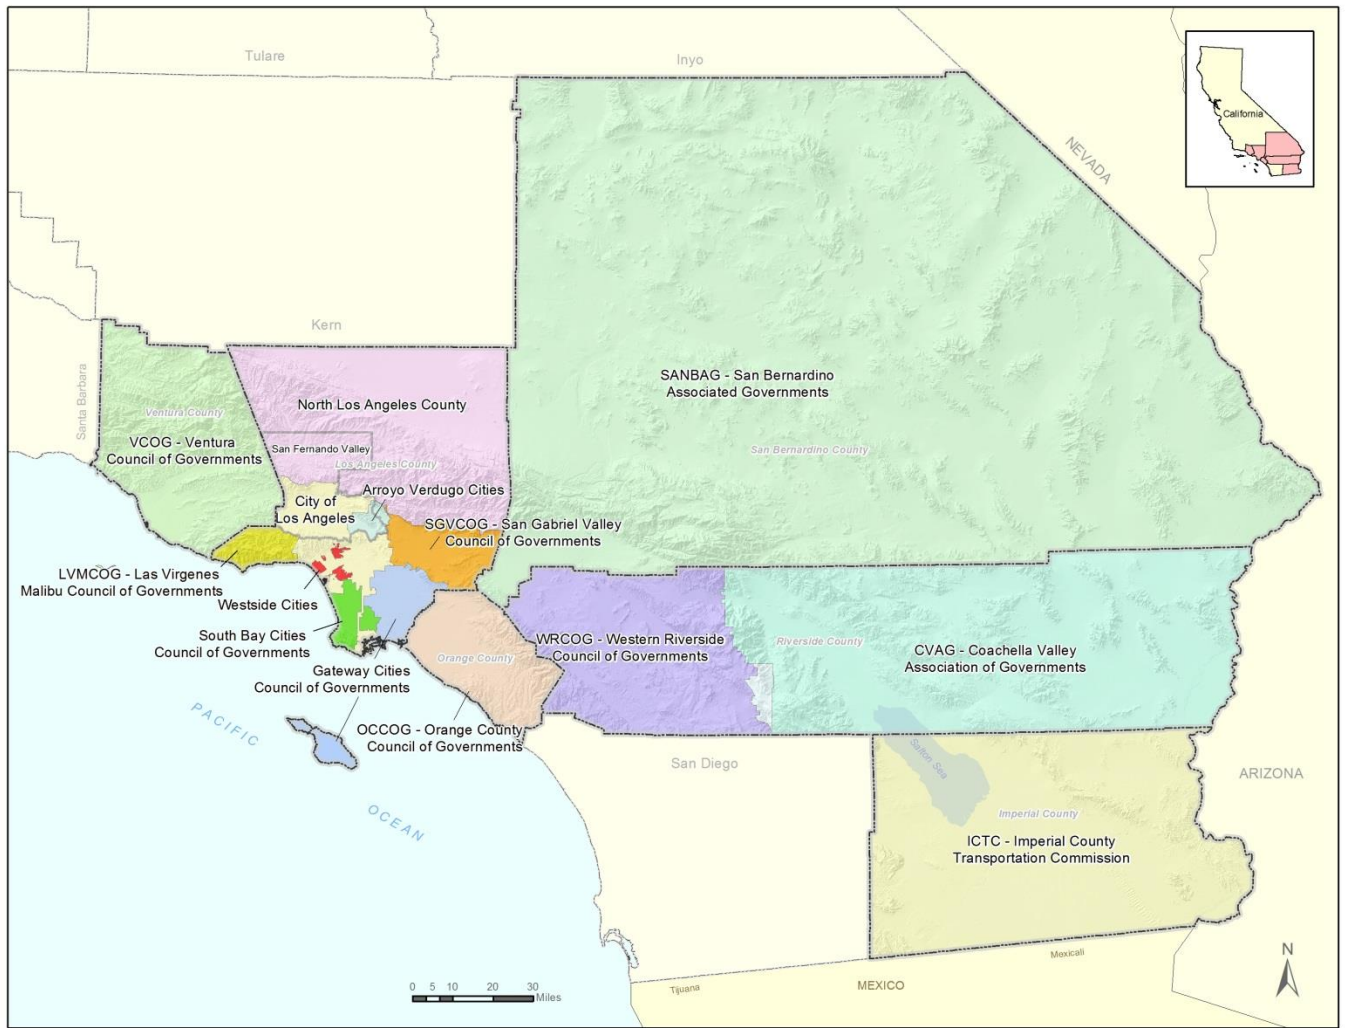 Tulare
Inyo
California
NEVADA
Kern
Santa Barbara
SANBAG - San Bernardino
Associated Governments
San Bernardino County
North Los Angeles County
Ventura County
VCOG - Ventura
Council of Governments
San Fernando Valley
Los Angeles County
Arroyo Verdugo Cities
City of
Los Angeles
SGVCOG - San Gabriel Valley
Council of Governments
LVMCOG - Las Virgenes
Malibu Council of Governments
Westside Cities
South Bay Cities
Council of Governments
Gateway Cities
Council of Governments
Orange County
OCCOG - Orange County
Council of Governments
WRCOG - Western Riverside
Council of Governments
Riverside County
CVAG - Coachella Valley
Association of Governments
PACIFIC
OCEAN
San Diego
Salton Sea
ARIZONA
Imperial County
ICTC - Imperial County
Transportation Commission
Mexicali
Tijuana
MEXICO
N
0 5 10 20 30
Miles